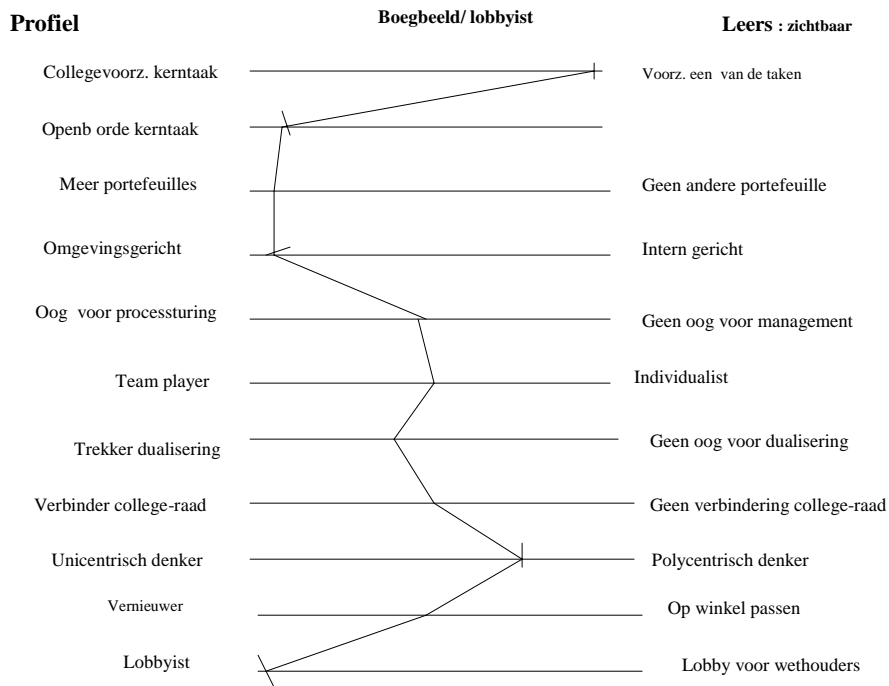 Profiel Boegbeeld/ lobbyist Leers : zichtbaar
Collegevoorz. kerntaak Voorz. een van de taken
Openb orde kerntaak
Meer portefeuilles Geen andere portefeuille
Omgevingsgericht Intern gericht
Oog voor processturing Geen oog voor management
Team player Individualist
Trekker dualisering Geen oog voor dualisering
Verbinder college-raad Geen verbindering college-raad
Unicentrisch denker Polycentrisch denker
Vernieuwer Op winkel passen
Lobbyist Lobby voor wethouders